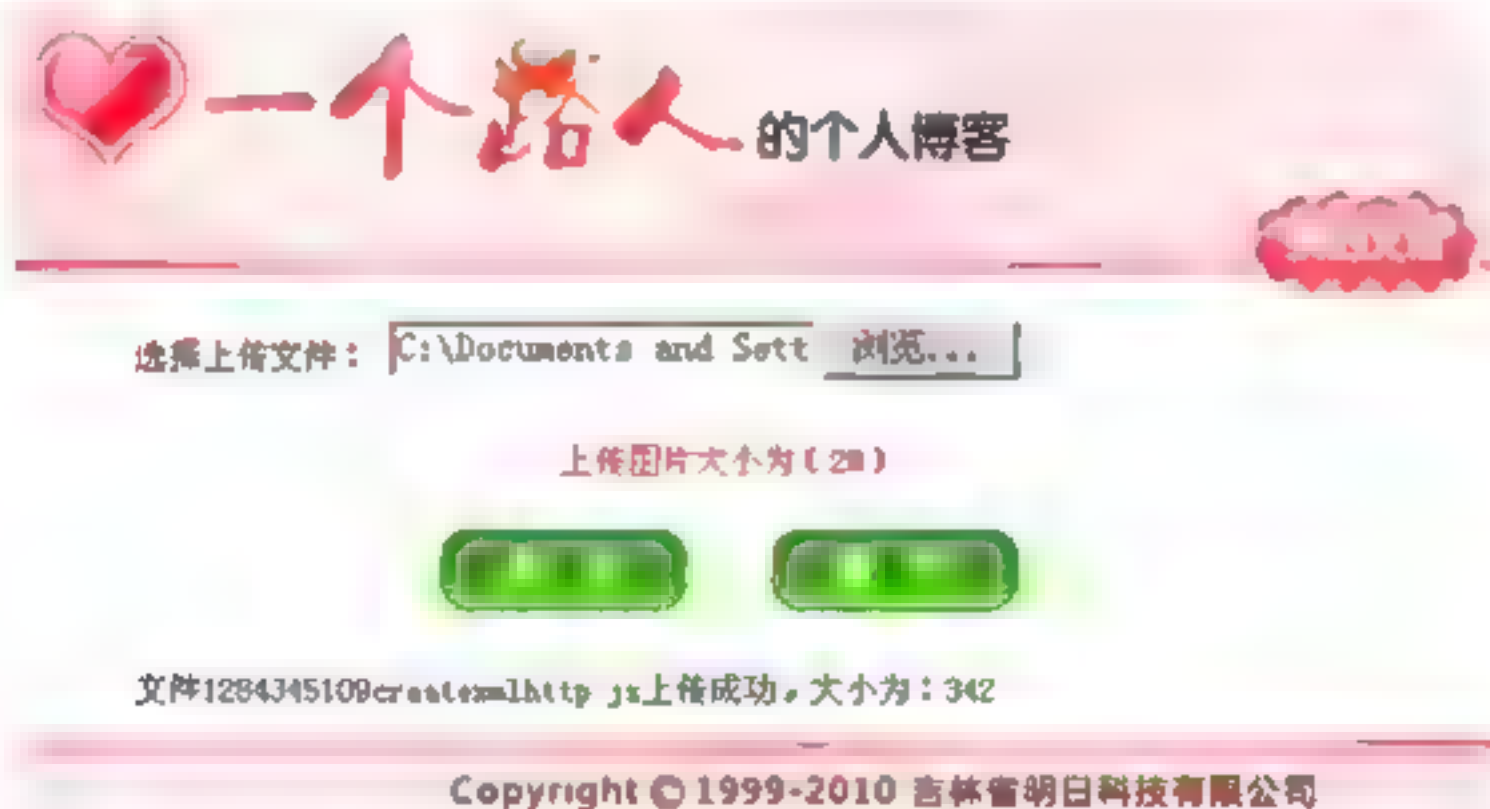 一个路人的个人博客
选择上传文件: C:\Documents and Sett 浏览...
上传图片大小为(2M)
文件1284345109createxmlhttp js上传成功,大小为:342
Copyright © 1999-2010 吉林省明日科技有限公司